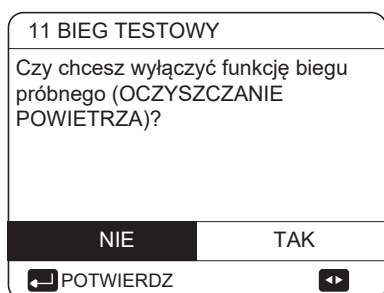 11 BIEG TESTOWY
Czy chcesz wyłączyć funkcję biegu
próbnego (OCZYSZCZANIE
POWIETRZA)?
NIE TAK
POTWIERDZ